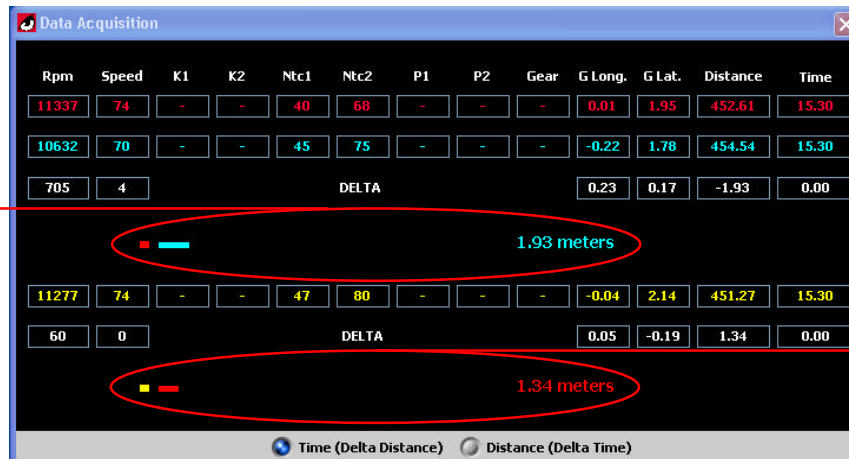 Data Acquisition
Rpm Speed K1 K2 Ntc1 Ntc2 P1 P2 Gear G Long. G Lat. Distance Time
11337 74 - - 40 68 - - - 0.01 1.95 452.61 15.30
10632 70 - - 45 75 - - - -0.22 1.78 454.54 15.30
705 4 DELTA 0.23 0.17 -1.93 0.00
1.93 meters
11277 74 - - 47 80 - - - -0.04 2.14 451.27 15.30
60 0 DELTA 0.05 -0.19 1.34 0.00
1.34 meters
Time (Delta Distance) Distance (Delta Time)